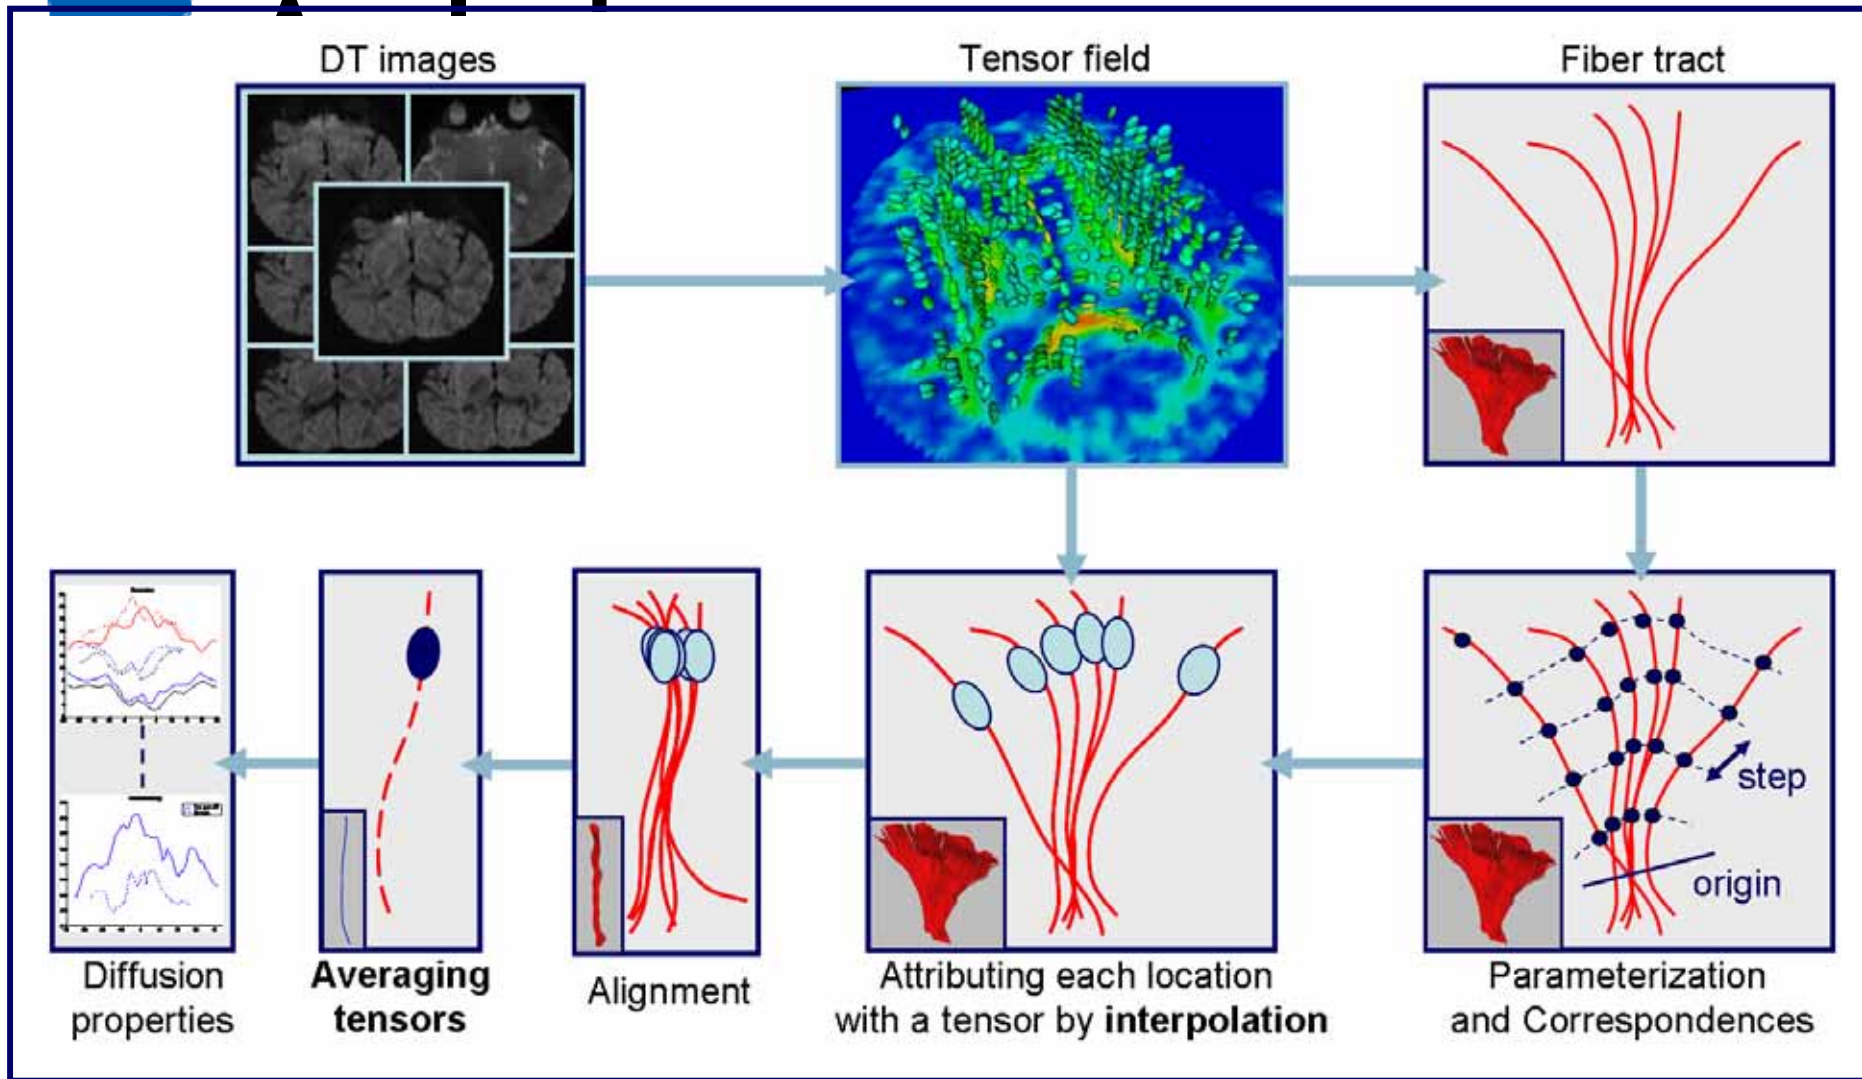 DT images
Tensor field
Fiber tract
step
origin
Diffusion
properties
Averaging
tensors
Alignment
Attributing each location
with a tensor by interpolation
Parameterization
and Correspondences